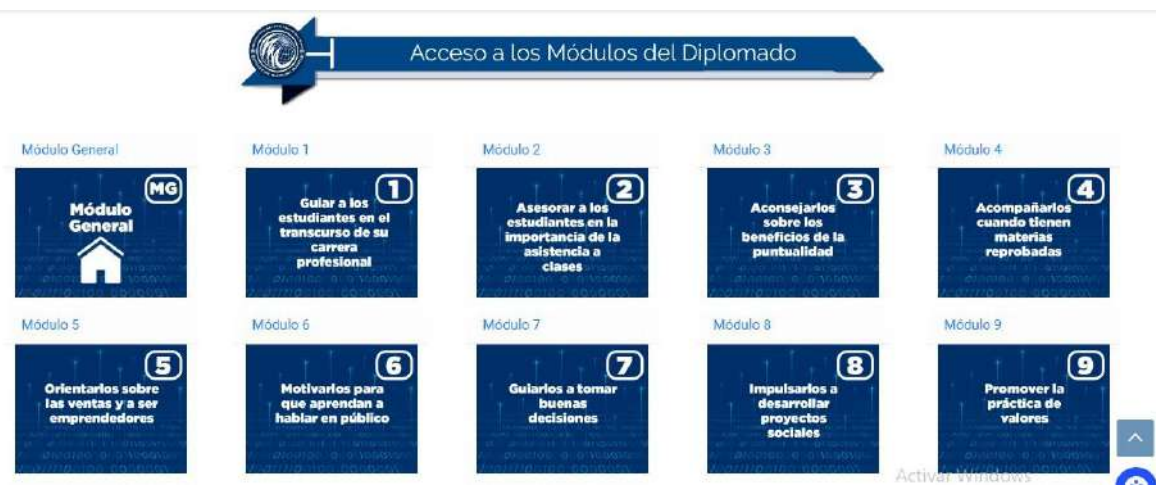 Acceso a los Módulos del Diplomado
Módulo General
MG
Módulo
General
Módulo 1
1
Guiar a los
estudiantes en el
transcurso de su
carrera
profesional
Módulo 2
2
Asesorar a los
estudiantes en la
importancia de la
asistencia a
clases
Módulo 3
3
Aconsejarlos
sobre los
beneficios de la
puntualidad
Módulo 4
4
Acompañarlos
cuando tienen
materias
reprobadas
Módulo 5
5
Orientarlos sobre
las ventas y a ser
emprendedores
Módulo 6
6
Motivarlos para
que aprendan a
hablar en público
Módulo 7
7
Guiarlos a tomar
buenas
decisiones
Módulo 8
8
Impulsarlos a
desarrollar
proyectos
sociales
Módulo 9
9
Promover la
práctica de
valores
Activar Windows